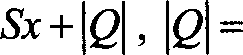 Sx + |Q| , |Q| =